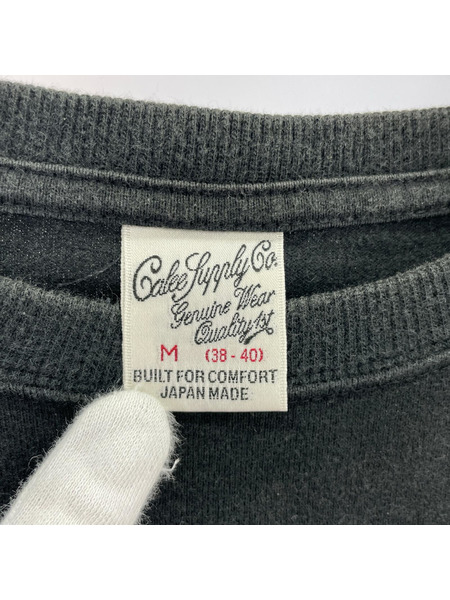 Calee Supply Co.
Genuine Wear
Quality 1st
M (38-40)
BUILT FOR COMFORT
JAPAN MADE